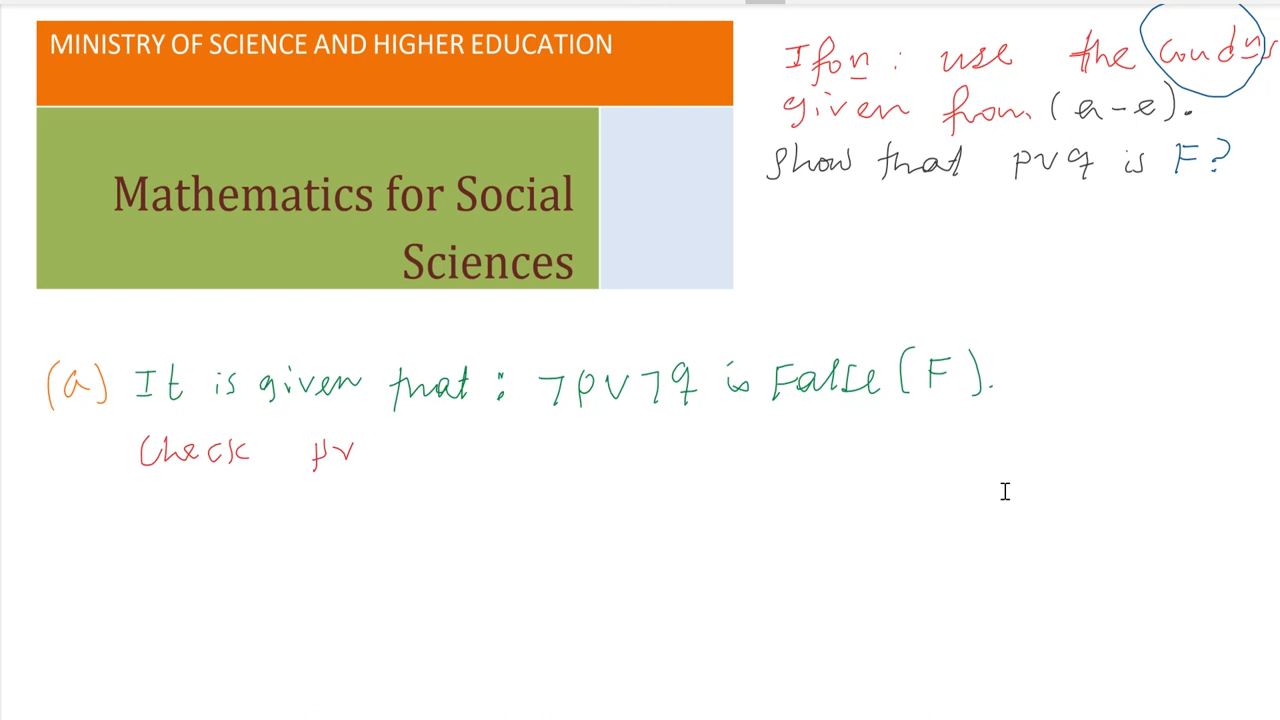 MINISTRY OF SCIENCE AND HIGHER EDUCATION
Mathematics for Social
Sciences
use the
given from (a-e).
show that p∨q is F?
(a) It is given that: ¬p∨¬q is False (F).
Check p∨